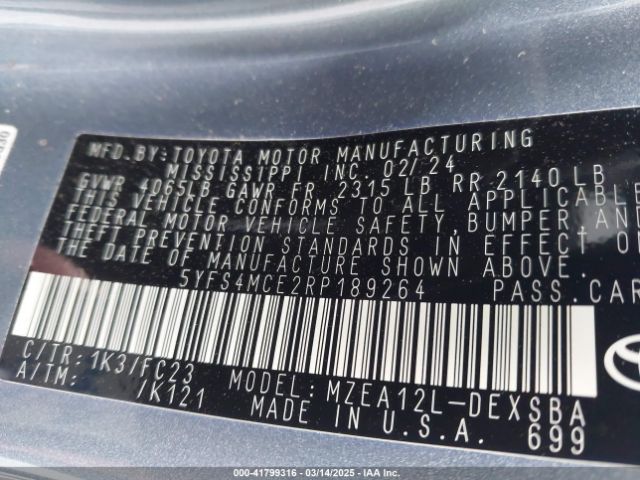 MFD. BY: TOYOTA MOTOR MANUFACTURING
MISSISSIPPI INC. 02/24
GVWR 4065LB GAWR FR 2315 LB RR 2140 LB
THIS VEHICLE CONFORMS TO ALL APPLICABLE
FEDERAL MOTOR VEHICLE SAFETY, BUMPER, AND
THEFT PREVENTION STANDARDS IN EFFECT ON
THE DATE OF MANUFACTURE SHOWN ABOVE.
5YFS4MCE2RP189264 PASS. CAR
C/TR: 1K3/FC23 MODEL: MZEA12L-DEXSBA
A/TM: /K121 MADE IN U.S.A. 699
000-41799316 | 03/14/2025 | IAA Inc.